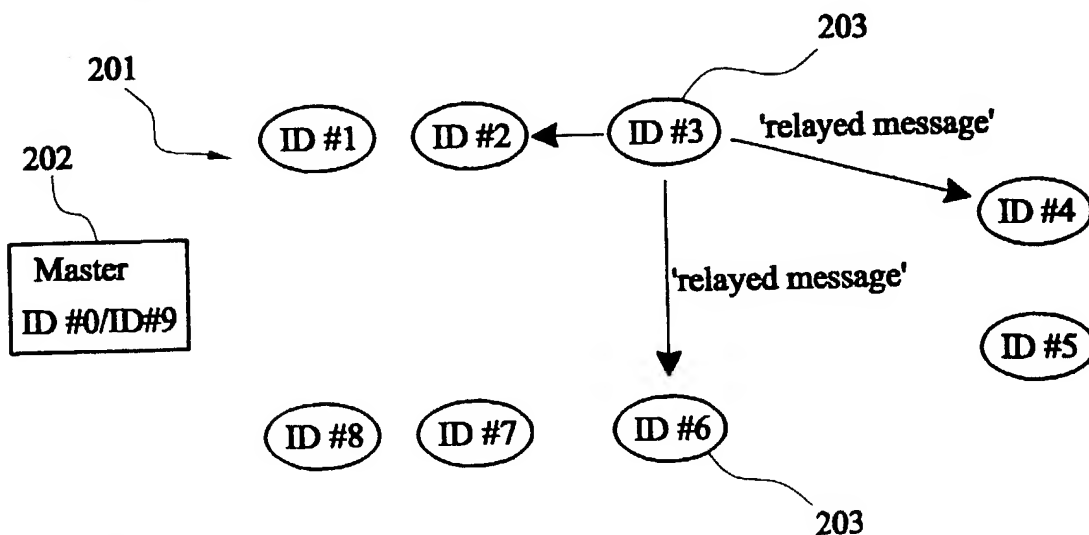 203
201
ID #1
ID #2
ID #3
'relayed message'
202
ID #4
Master
ID #0/ID#9
'relayed message'
ID #5
ID #8
ID #7
ID #6
203